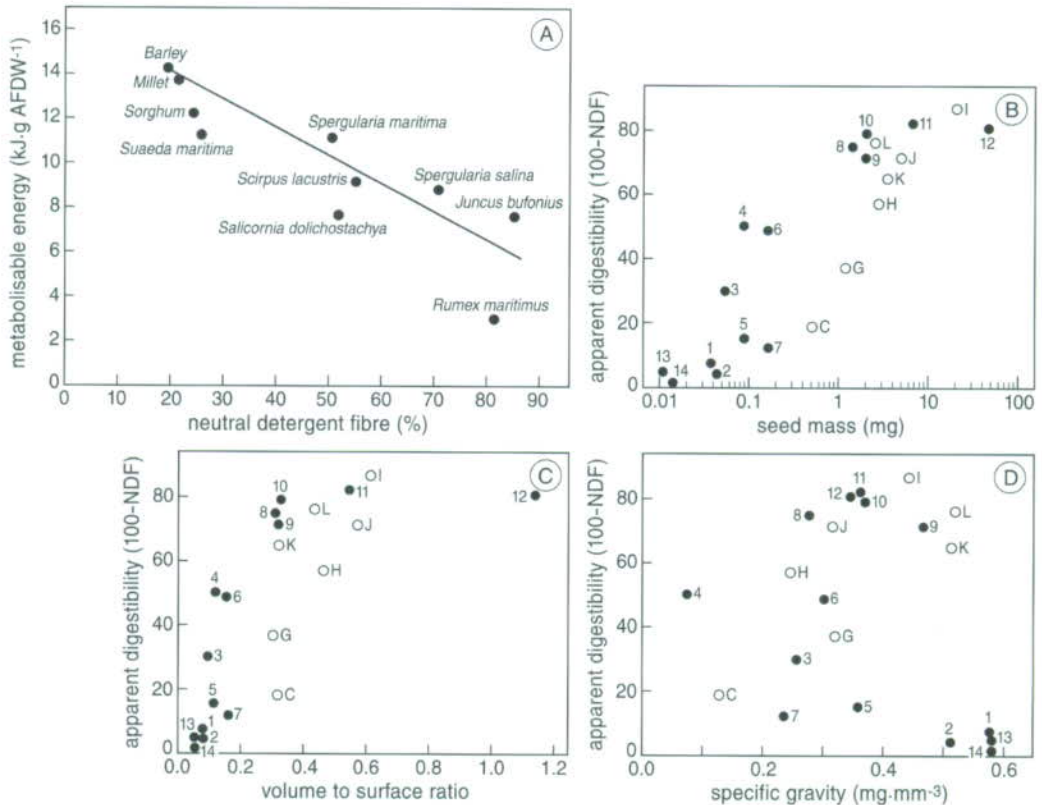 A
metabolisable energy (kJ·g AFDW-1)
16
14
12
10
8
6
4
2
0
Barley
Millet
Sorghum
Suaeda maritima
Spergularia maritima
Scirpus lacustris
Spergularia salina
Salicornia dolichostachya
Juncus bufonius
Rumex maritimus
0 10 20 30 40 50 60 70 80 90
neutral detergent fibre (%)
B
apparent digestibility (100-NDF)
80
60
40
20
0
I
10
11
12
8
L
9
J
K
H
4
6
G
3
C
5
7
1
2
13
14
0.01 0.1 1 10 100
seed mass (mg)
C
apparent digestibility (100-NDF)
80
60
40
20
0
I
10
11
12
8
L
9
J
K
H
4
6
G
3
C
5
7
13
1
2
14
0.0 0.2 0.4 0.6 0.8 1.0 1.2
volume to surface ratio
D
apparent digestibility (100-NDF)
80
60
40
20
0
I
11
12
10
8
L
J
9
K
H
4
6
G
3
C
5
7
1
2
13
14
0 0.2 0.4 0.6
specific gravity (mg·mm-3)